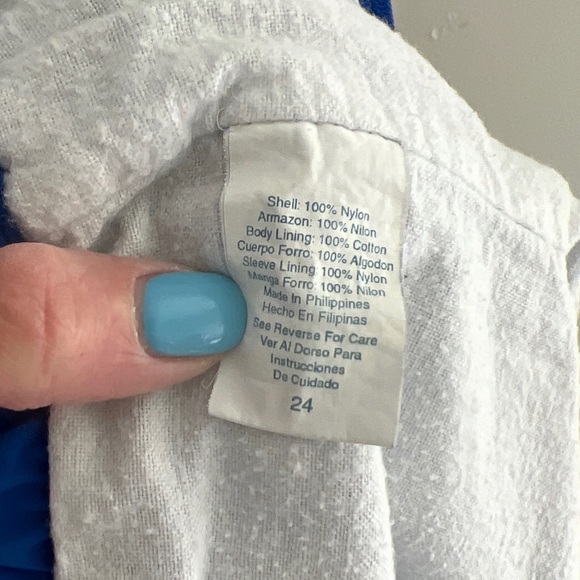 Shell: 100% Nylon
Armazon: 100% Nilon
Body Lining: 100% Cotton
Cuerpo Forro: 100% Algodon
Sleeve Lining: 100% Nylon
Manga Forro: 100% Nilon
Made In Philippines
Hecho En Filipinas
See Reverse For Care
Ver Al Dorso Para
Instrucciones
De Cuidado
24